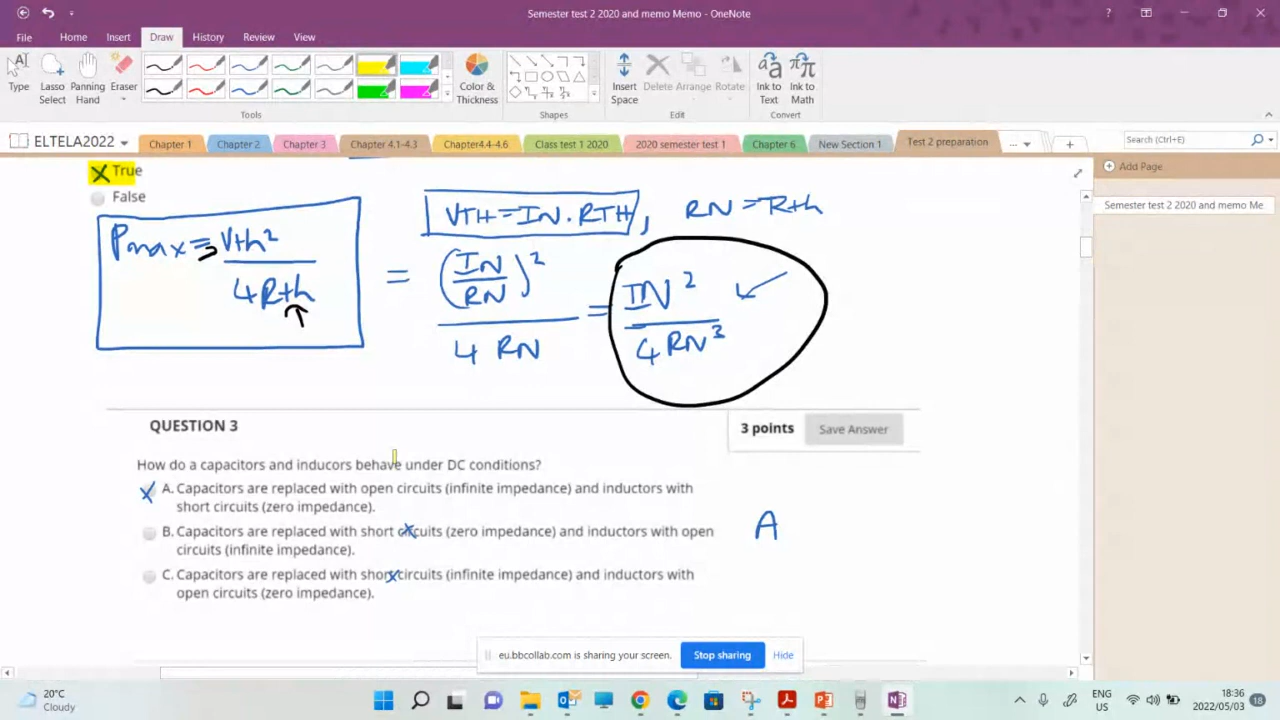 Semester test 2 2020 and memo Memo - OneNote
File Home Insert Draw History Review View
Type Lasso Select Panning Hand Eraser Color & Thickness Insert Space Delete Arrange Rotate Ink to Text Ink to Math
Tools Shapes Edit Convert
ELTELA2022 Chapter 1 Chapter 2 Chapter 3 Chapter 4.1-4.3 Chapter4.4-4.6 Class test 1 2020 2020 semester test 1 Chapter 6 New Section 1 Test 2 preparation ... + Search (Ctrl+E)
Add Page
Semester test 2 2020 and memo Me
True
False
Pmax = Vth² / 4Rth = (IN / RN)² / 4 RN = IN² / 4 RN³
VTH = IN . RTH , RN = Rth
QUESTION 3
3 points Save Answer
How do a capacitors and inducors behave under DC conditions?
A. Capacitors are replaced with open circuits (infinite impedance) and inductors with
short circuits (zero impedance).
B. Capacitors are replaced with short circuits (zero impedance) and inductors with open
circuits (infinite impedance).
A
C. Capacitors are replaced with short circuits (infinite impedance) and inductors with
open circuits (zero impedance).
eu.bbcollab.com is sharing your screen. Stop sharing Hide
20°C
Cloudy
ENG
UK
18:36
2022/05/03
18